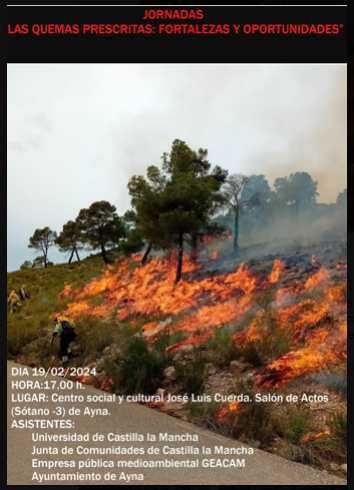 JORNADAS
LAS QUEMAS PRESCRITAS: FORTALEZAS Y OPORTUNIDADES"
DIA 19/02/2024
HORA:17,00 h.
LUGAR: Centro social y cultural José Luis Cuerda. Salón de Actos
(Sótano -3) de Ayna.
ASISTENTES:
Universidad de Castilla la Mancha
Junta de Comunidades de Castilla la Mancha
Empresa pública medioambiental GEACAM
Ayuntamiento de Ayna